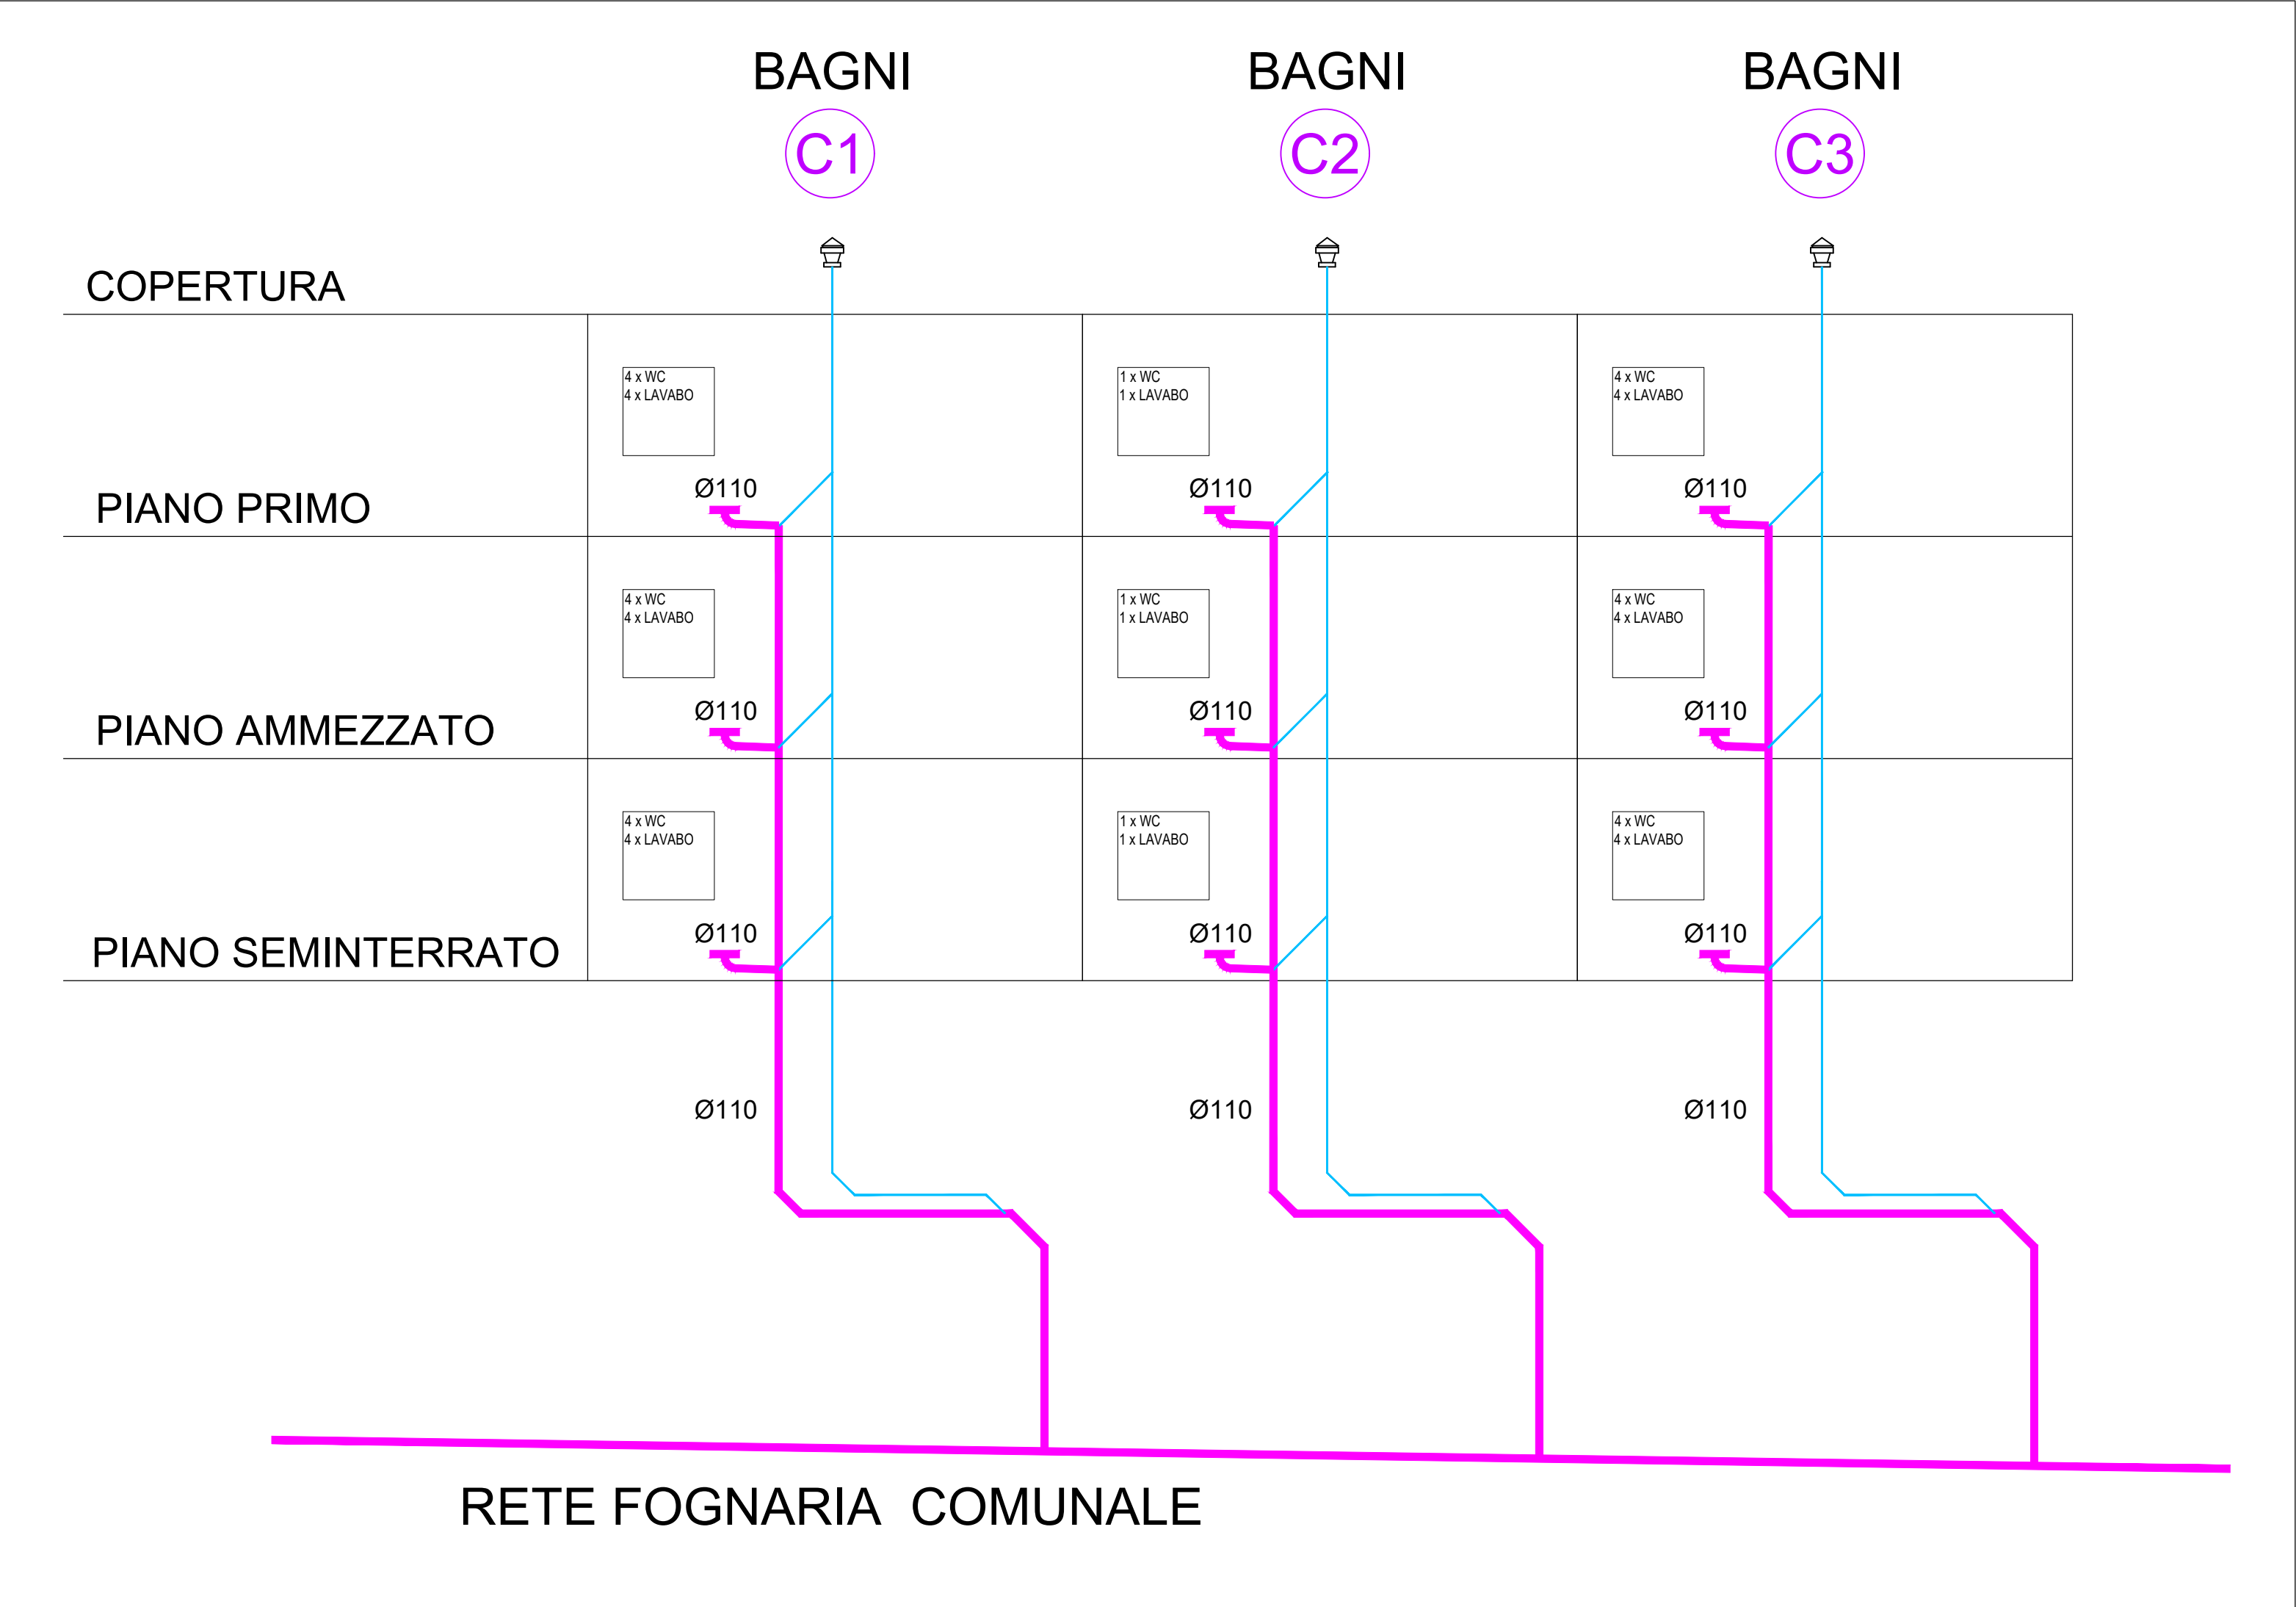 BAGNI BAGNI BAGNI
C1 C2 C3
COPERTURA
4 x WC 1 x WC 4 x WC
4 x LAVABO 1 x LAVABO 4 x LAVABO
Ø110 Ø110 Ø110
PIANO PRIMO
4 x WC 1 x WC 4 x WC
4 x LAVABO 1 x LAVABO 4 x LAVABO
Ø110 Ø110 Ø110
PIANO AMMEZZATO
4 x WC 1 x WC 4 x WC
4 x LAVABO 1 x LAVABO 4 x LAVABO
Ø110 Ø110 Ø110
PIANO SEMINTERRATO
Ø110 Ø110 Ø110
RETE FOGNARIA COMUNALE